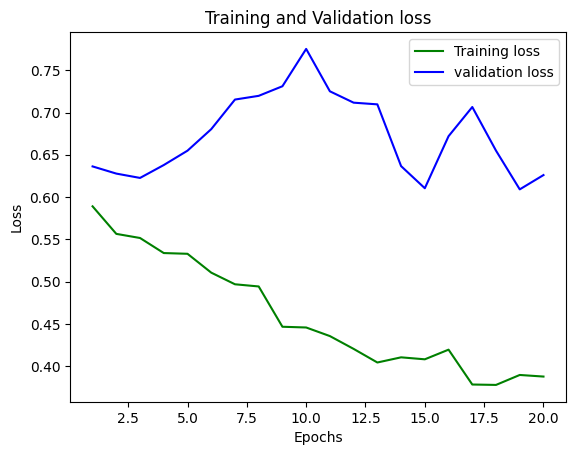 Training and Validation loss
Training loss
validation loss
0.75
0.70
0.65
0.60
0.55
0.50
0.45
0.40
Loss
2.5 5.0 7.5 10.0 12.5 15.0 17.5 20.0
Epochs